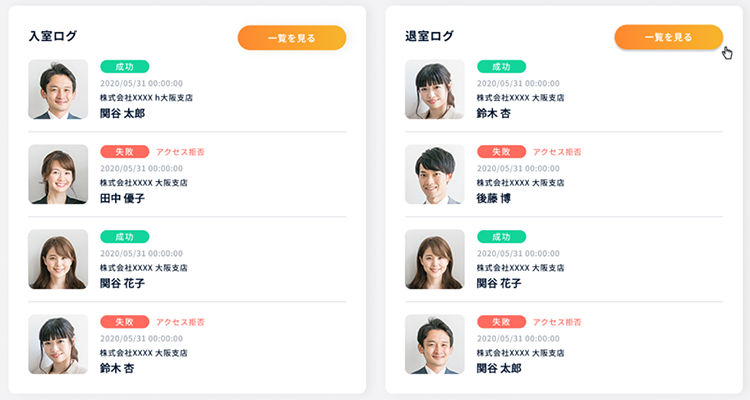 入室ログ
一覧を見る
成功
2020/05/31 00:00:00
株式会社XXXX h大阪支店
関谷 太郎
失敗 アクセス拒否
2020/05/31 00:00:00
株式会社XXXX 大阪支店
田中 優子
成功
2020/05/31 00:00:00
株式会社XXXX 大阪支店
関谷 花子
失敗 アクセス拒否
2020/05/31 00:00:00
株式会社XXXX 大阪支店
鈴木 杏
退室ログ
一覧を見る
成功
2020/05/31 00:00:00
株式会社XXXX 大阪支店
鈴木 杏
失敗 アクセス拒否
2020/05/31 00:00:00
株式会社XXXX 大阪支店
後藤 博
成功
2020/05/31 00:00:00
株式会社XXXX 大阪支店
関谷 花子
失敗 アクセス拒否
2020/05/31 00:00:00
株式会社XXXX 大阪支店
関谷 太郎